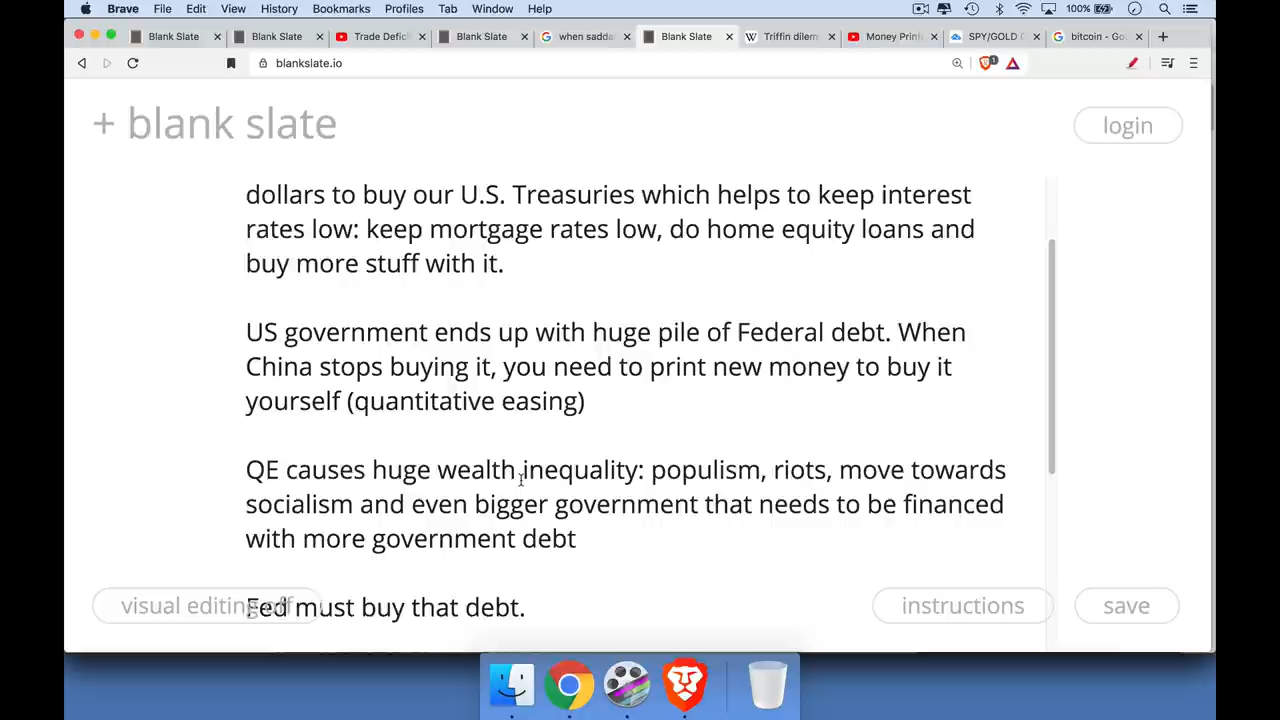 Brave File Edit View History Bookmarks Profiles Tab Window Help 100%
Blank Slate Blank Slate Trade Defici Blank Slate when sadda Blank Slate Triffin dilem Money Print SPY/GOLD bitcoin - Goo
blankslate.io
+ blank slate
login
dollars to buy our U.S. Treasuries which helps to keep interest
rates low: keep mortgage rates low, do home equity loans and
buy more stuff with it.
US government ends up with huge pile of Federal debt. When
China stops buying it, you need to print new money to buy it
yourself (quantitative easing)
QE causes huge wealth inequality: populism, riots, move towards
socialism and even bigger government that needs to be financed
with more government debt
Fed must buy that debt.
visual editing off
instructions
save